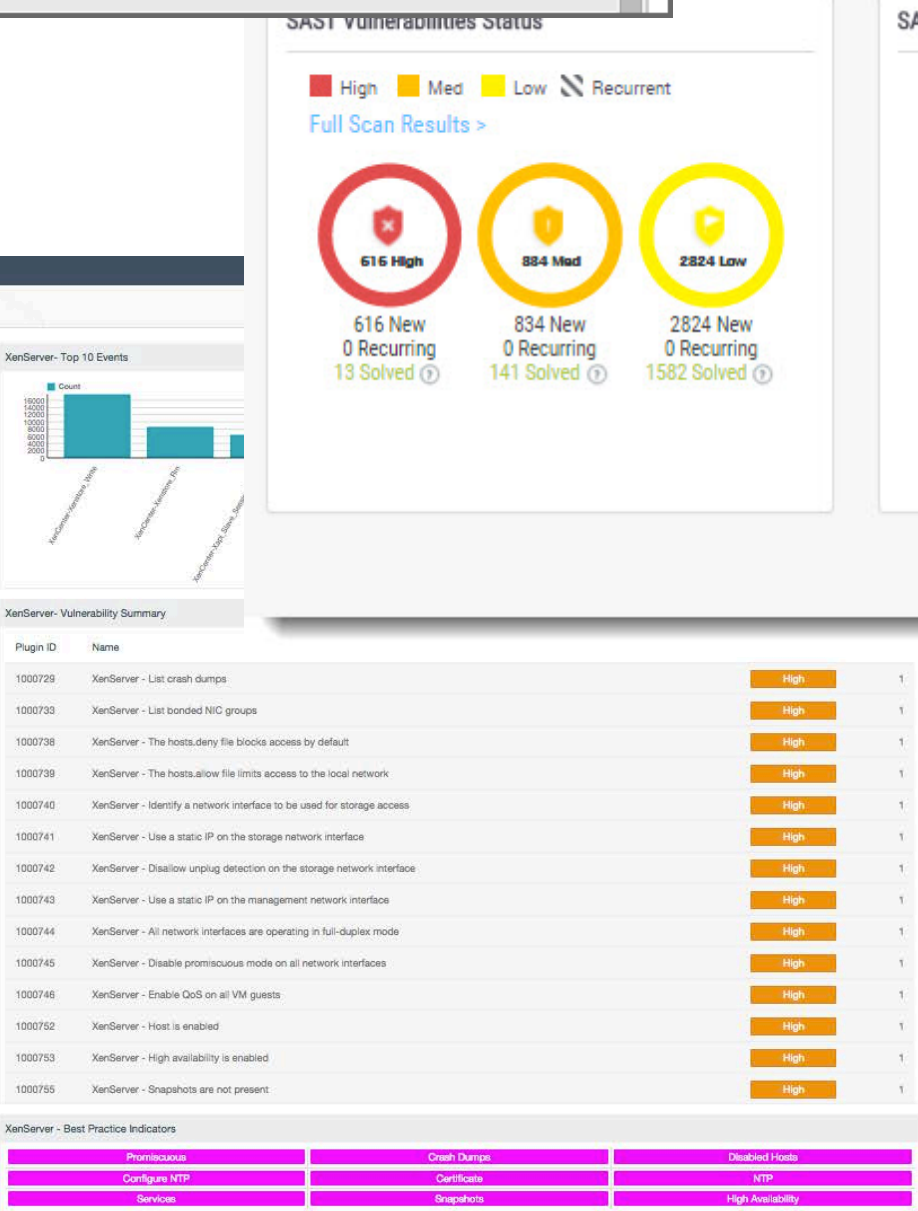 SAST Vulnerabilities Status
SA
High Med Low Recurrent
Full Scan Results >
616 High
884 Med
2824 Low
616 New
0 Recurring
13 Solved ?
834 New
0 Recurring
141 Solved ?
2824 New
0 Recurring
1582 Solved ?
XenServer- Top 10 Events
Count
16000
14000
12000
10000
8000
6000
4000
2000
0
XenCenter-Xenstore_Write
XenCenter-Xenstore_Rm
XenCenter-Xapi_Slave_Sess
XenServer- Vulnerability Summary
Plugin ID Name
1000729 XenServer - List crash dumps High 1
1000733 XenServer - List bonded NIC groups High 1
1000738 XenServer - The hosts.deny file blocks access by default High 1
1000739 XenServer - The hosts.allow file limits access to the local network High 1
1000740 XenServer - Identify a network interface to be used for storage access High 1
1000741 XenServer - Use a static IP on the storage network interface High 1
1000742 XenServer - Disallow unplug detection on the storage network interface High 1
1000743 XenServer - Use a static IP on the management network interface High 1
1000744 XenServer - All network interfaces are operating in full-duplex mode High 1
1000745 XenServer - Disable promiscuous mode on all network interfaces High 1
1000746 XenServer - Enable QoS on all VM guests High 1
1000752 XenServer - Host is enabled High 1
1000753 XenServer - High availability is enabled High 1
1000755 XenServer - Snapshots are not present High 1
XenServer - Best Practice Indicators
Promiscuous Crash Dumps Disabled Hosts
Configure NTP Certificate NTP
Services Snapshots High Availability